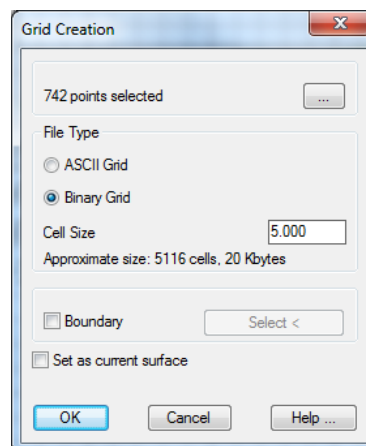 Grid Creation
742 points selected
...
File Type
ASCII Grid
Binary Grid
Cell Size 5.000
Approximate size: 5116 cells, 20 Kbytes
Boundary Select <
Set as current surface
OK Cancel Help ...